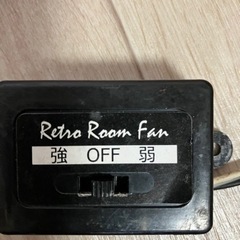 Retro Room Fan
強 OFF 弱